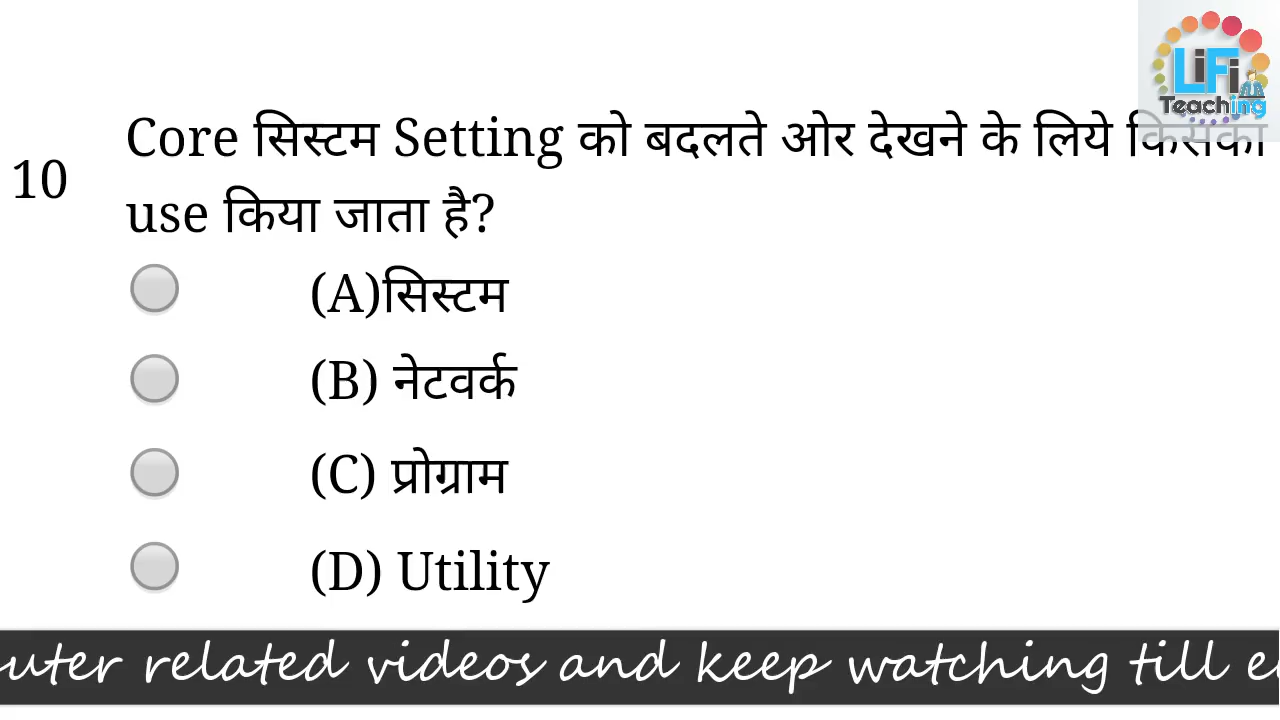 LiFi
Teaching
10
Core सिस्टम Setting को बदलते ओर देखने के लिये किसका
use किया जाता है?
(A)सिस्टम
(B) नेटवर्क
(C) प्रोग्राम
(D) Utility
related videos and keep watching till